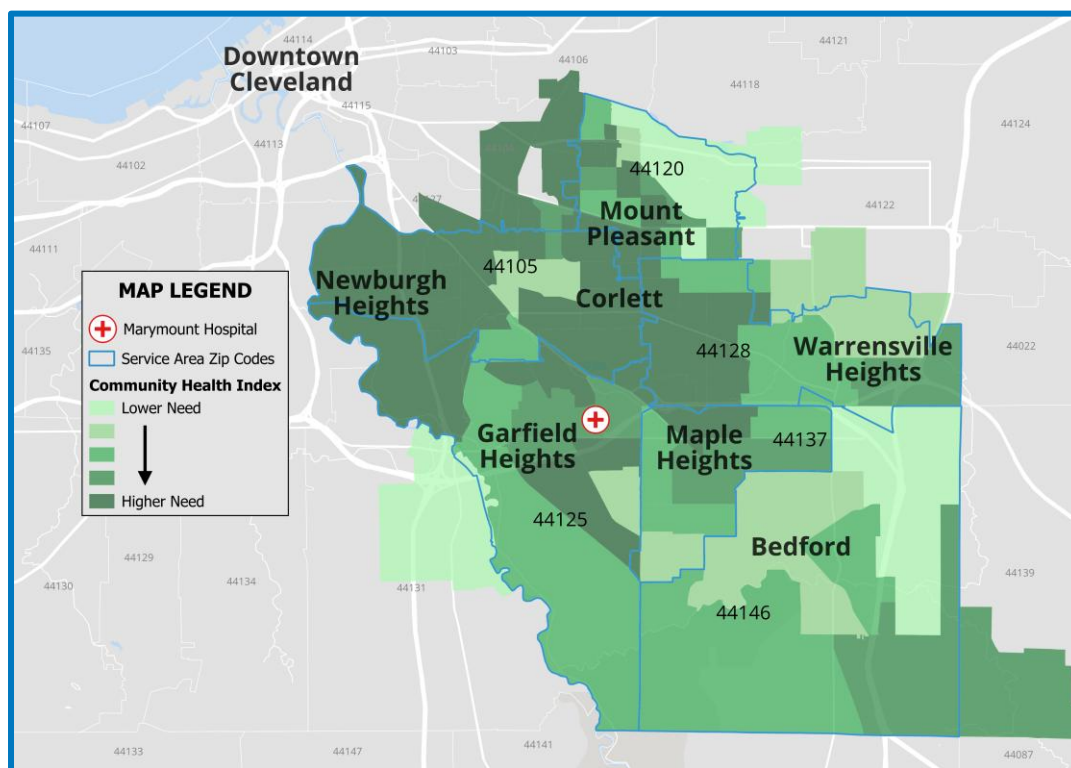 44114
44103
44121
Downtown
Cleveland
44106
44118
44115
44107
44124
44113
44102
44120
44122
Mount
Pleasant
44111
44105
Newburgh
Heights
Corlett
MAP LEGEND
Marymount Hospital
Service Area Zip Codes
Community Health Index
Lower Need
Higher Need
44135
44128
Warrensville
Heights
44022
Garfield
Heights
Maple
Heights
44137
44125
Bedford
44129
44130
44134
44131
44139
44146
44133
44147
44141
44087